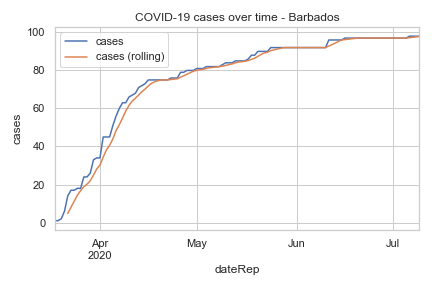 COVID-19 cases over time - Barbados
cases
cases (rolling)
100
80
60
40
20
0
cases
Apr
2020
May
Jun
Jul
dateRep